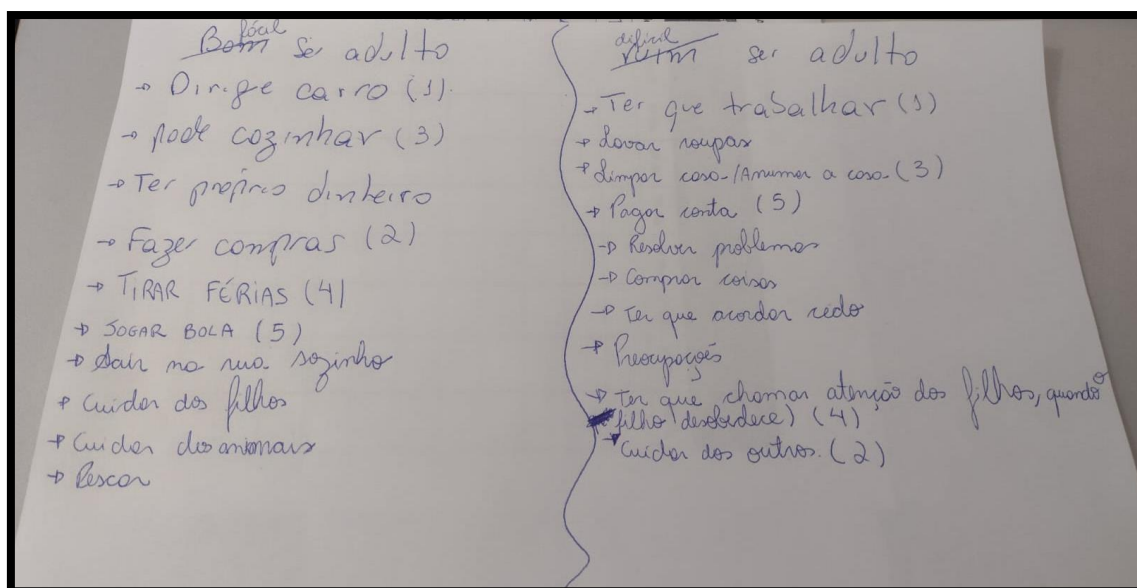 fácil
Bom ser adulto
→ Dirige carro (1).
→ pode cozinhar (3)
→ Ter próprio dinheiro
→ Fazer compras (2)
→ TIRAR FÉRIAS (4)
→ JOGAR BOLA (5)
→ Sair na rua sozinho
→ Cuidar dos filhos
→ Cuidar dos animais
→ Pescar
difícil
ruim ser adulto
→ Ter que trabalhar (1)
→ Lavar roupas
→ Limpar casa/Arrumar a casa (3)
→ Pagar conta (5)
→ Resolver problemas
→ Comprar coisas
→ Ter que acordar cedo
→ Preocupações
→ Ter que chamar atenção dos filhos, quando o
filho desobedece) (4)
→ Cuidar dos outros. (2)